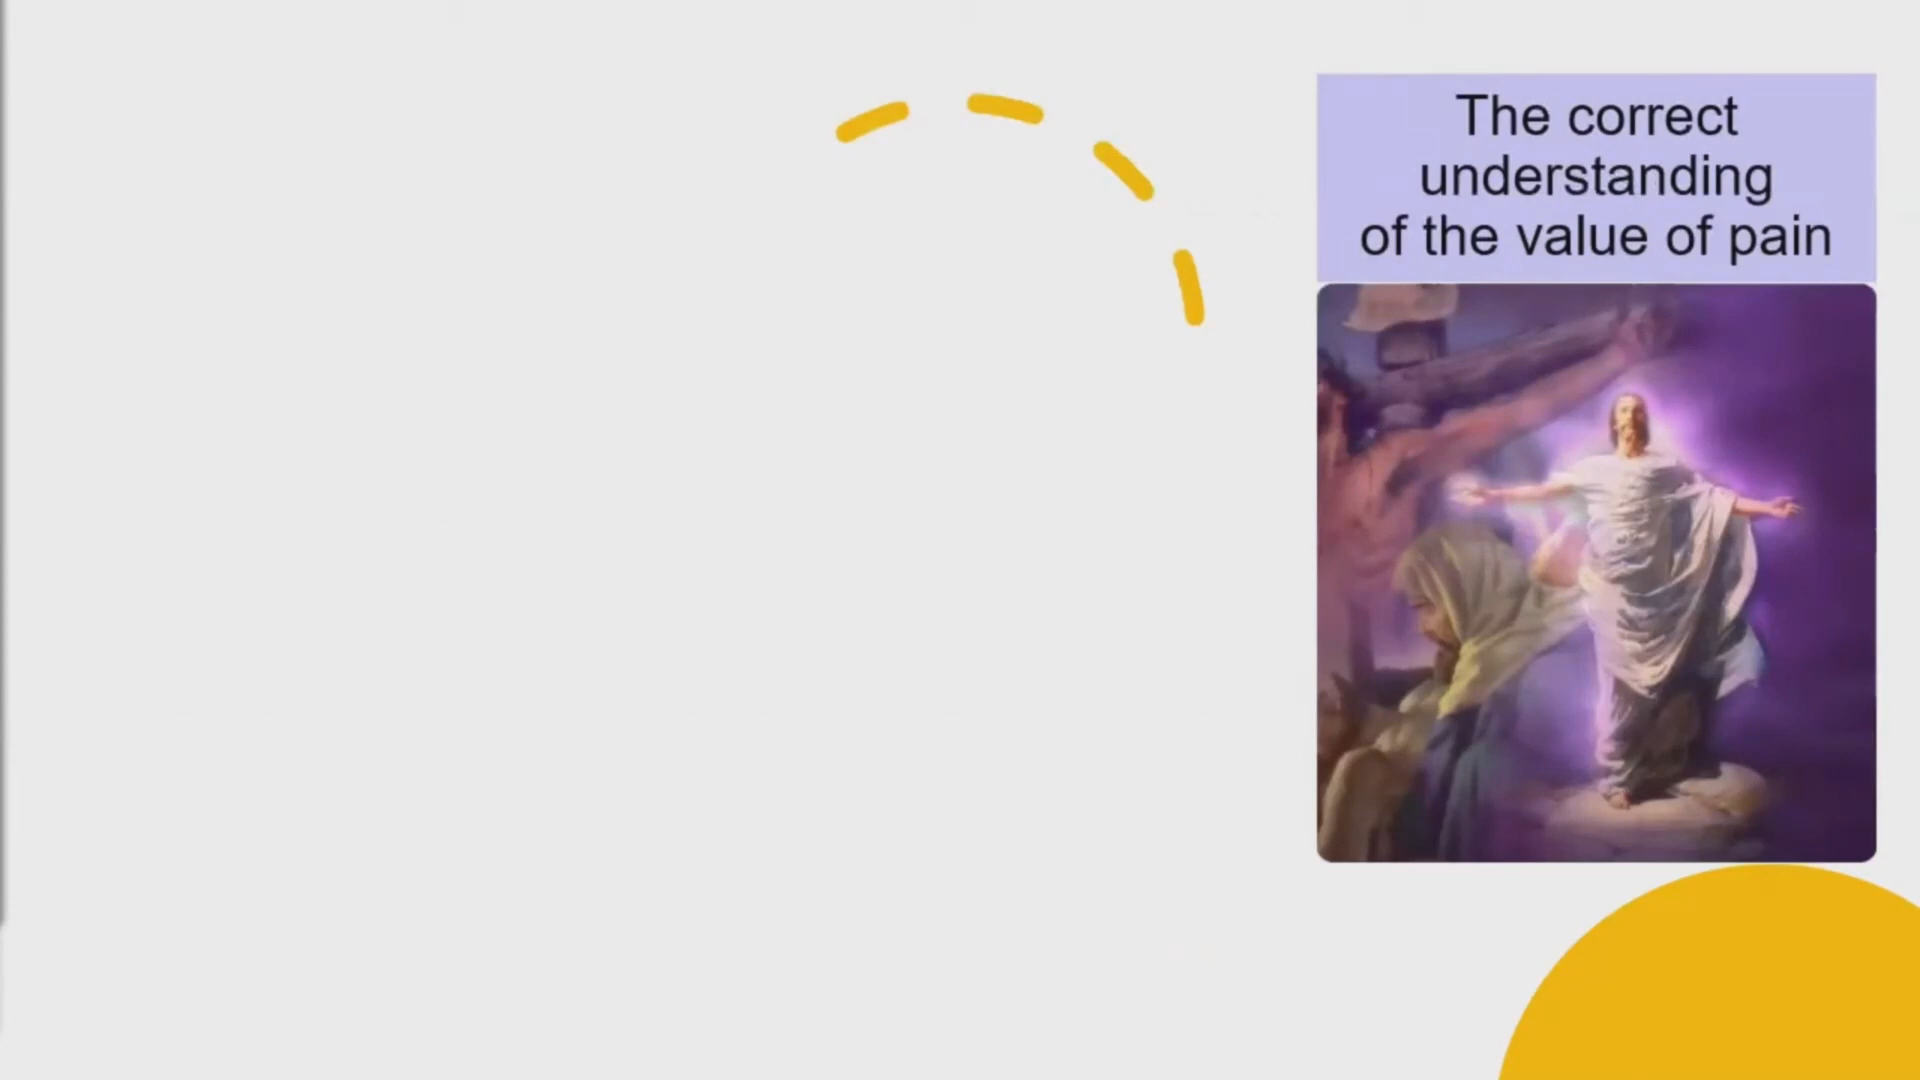 The correct
understanding
of the value of pain